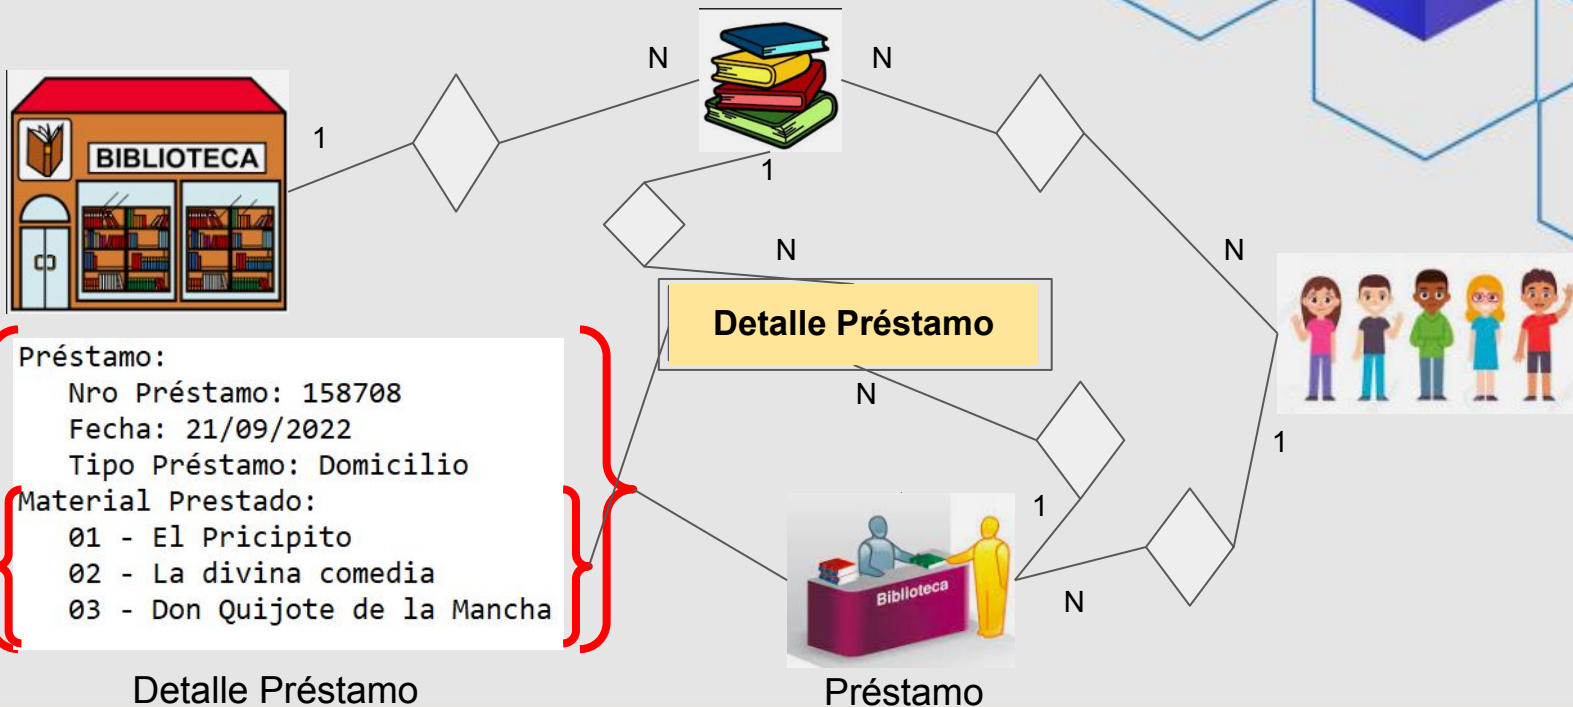 N
N
1
BIBLIOTECA
1
N
N
Detalle Préstamo
N
1
1
N
Préstamo:
Nro Préstamo: 158708
Fecha: 21/09/2022
Tipo Préstamo: Domicilio
Material Prestado:
01 - El Pricipito
02 - La divina comedia
03 - Don Quijote de la Mancha
Biblioteca
Detalle Préstamo
Préstamo